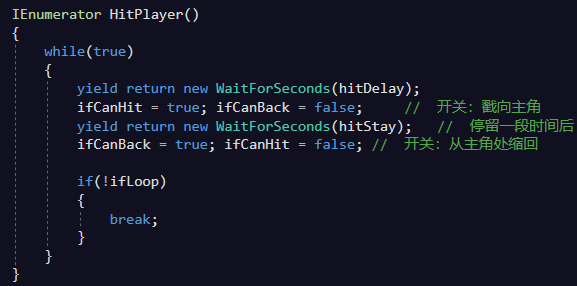 IEnumerator HitPlayer()
{
while(true)
{
yield return new WaitForSeconds(hitDelay);
ifCanHit = true; ifCanBack = false; // 开关：戳向主角
yield return new WaitForSeconds(hitStay); // 停留一段时间后
ifCanBack = true; ifCanHit = false; // 开关：从主角处缩回
if(!ifLoop)
{
break;
}
}
}